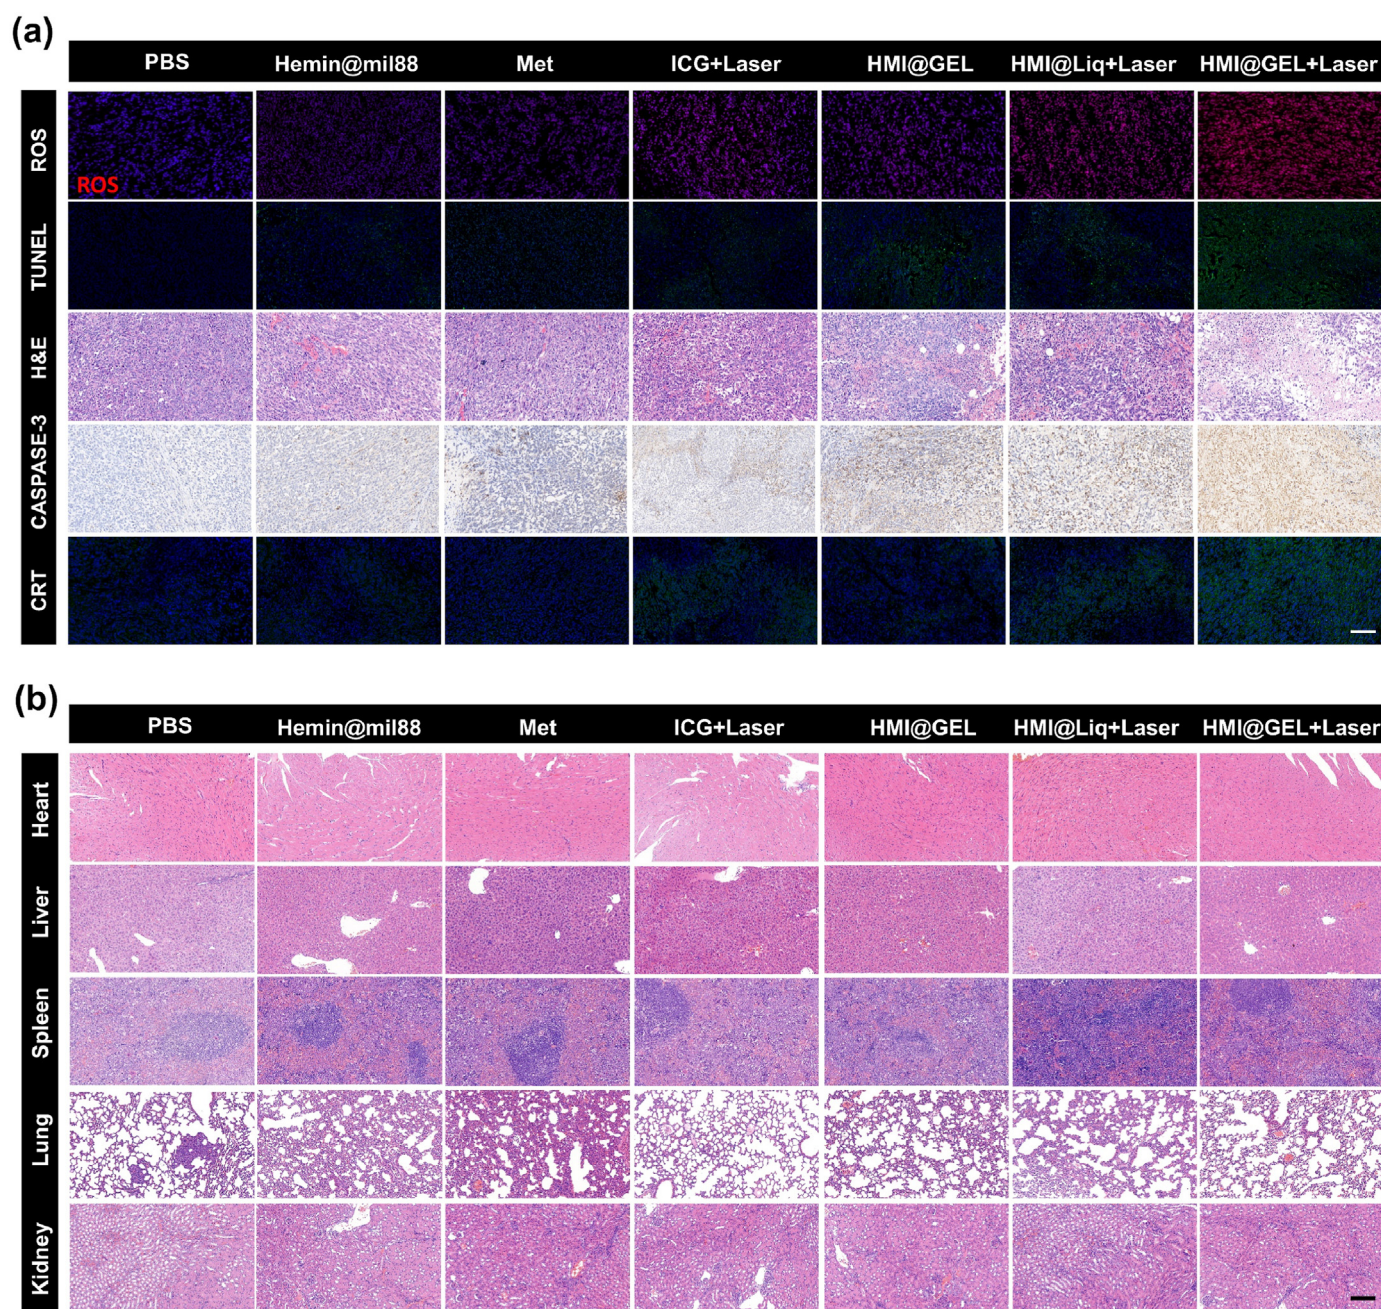 (a)
PBS Hemin@mil88 Met ICG+Laser HMI@GEL HMI@Liq+Laser HMI@GEL+Laser
ROS
ROS
TUNEL
H&E
CASPASE-3
CRT
(b)
PBS Hemin@mil88 Met ICG+Laser HMI@GEL HMI@Liq+Laser HMI@GEL+Laser
Heart
Liver
Spleen
Lung
Kidney